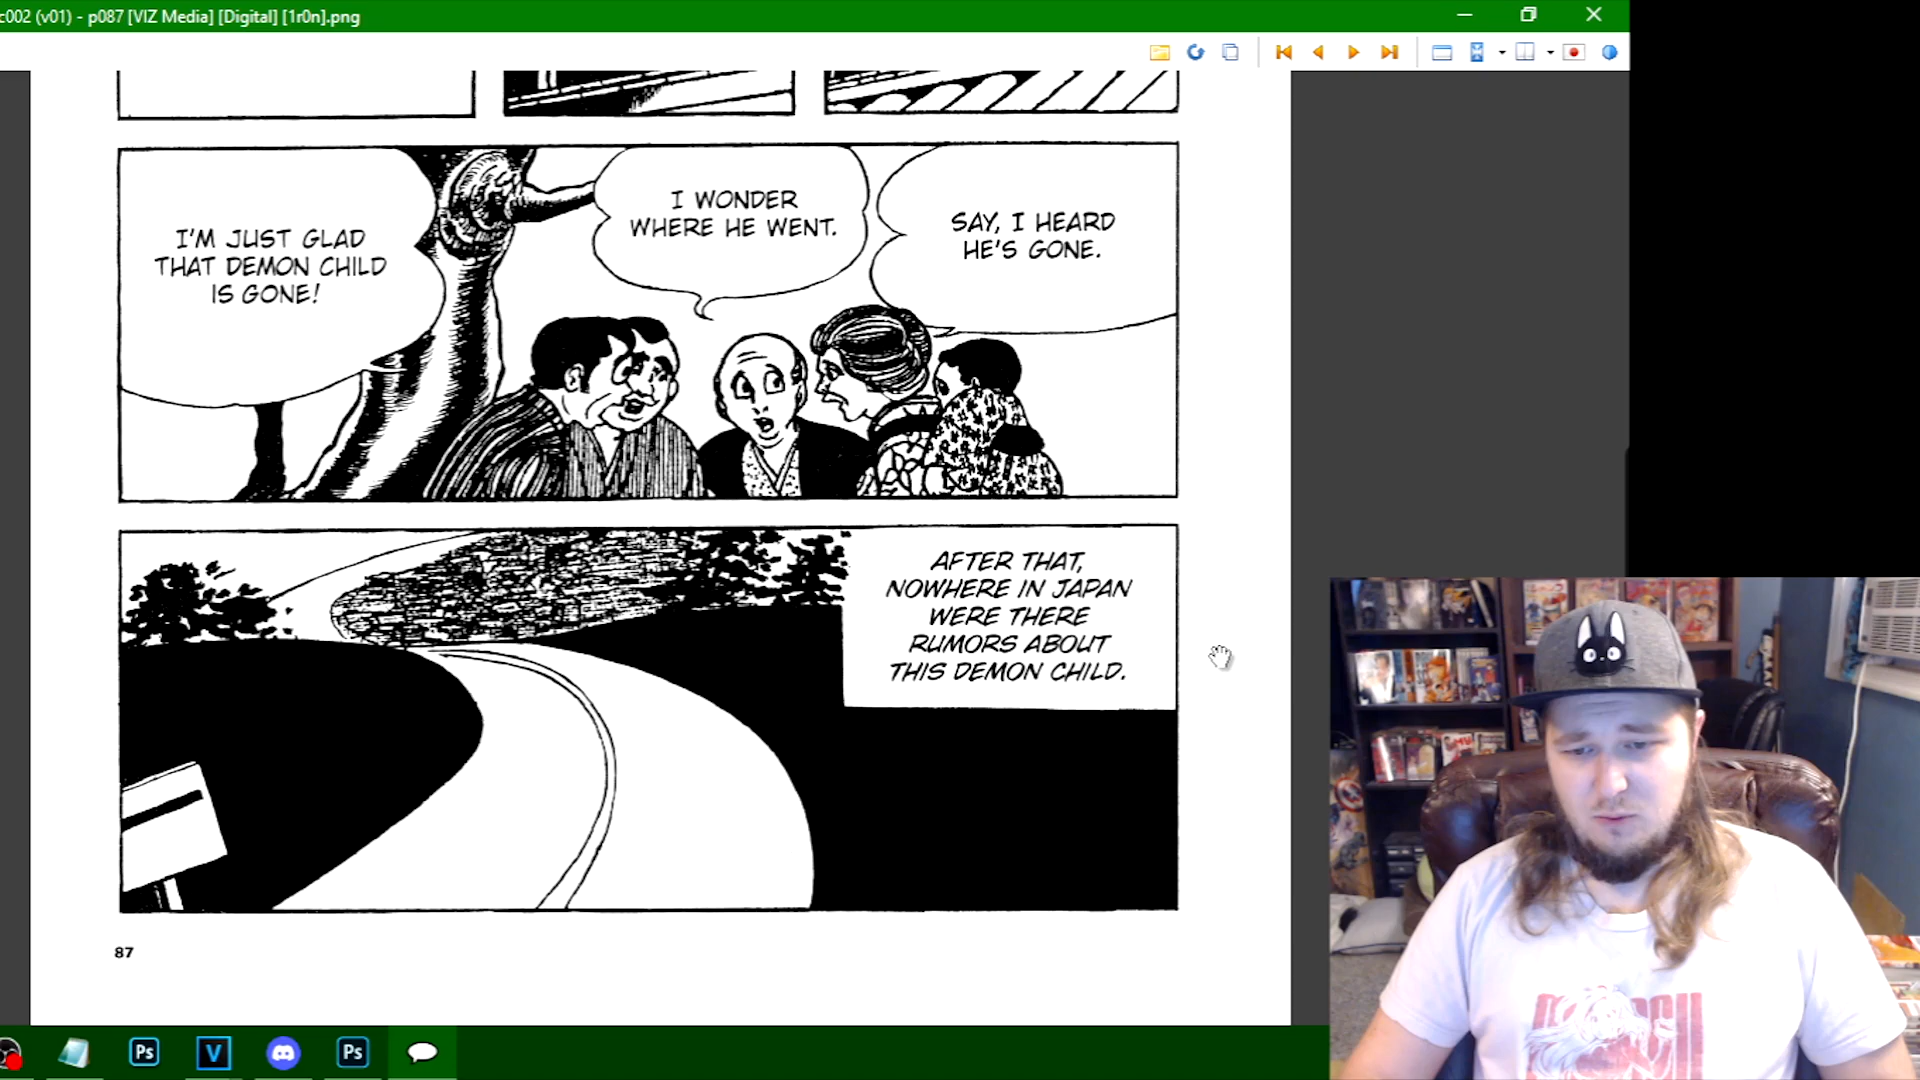 c002 (v01) - p087 [VIZ Media] [Digital] [1r0n].png
I'M JUST GLAD
THAT DEMON CHILD
IS GONE!
I WONDER
WHERE HE WENT.
SAY, I HEARD
HE'S GONE.
AFTER THAT,
NOWHERE IN JAPAN
WERE THERE
RUMORS ABOUT
THIS DEMON CHILD.
87
Ps
V
Ps